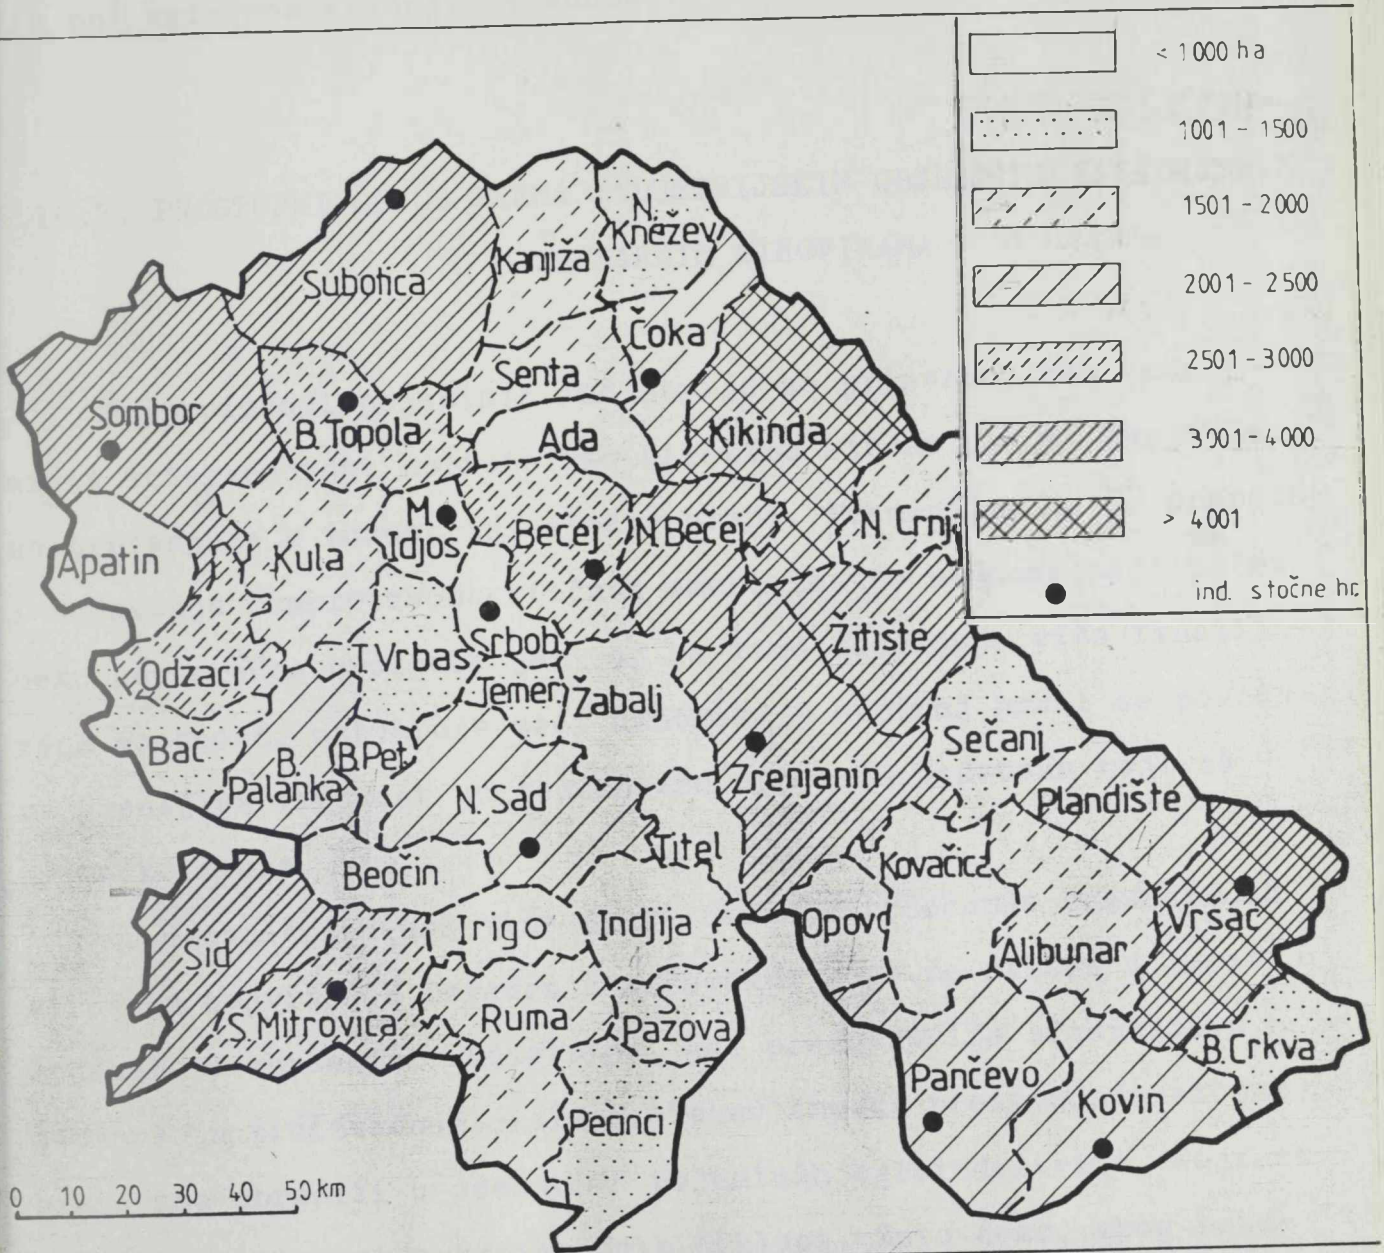 < 1000 ha
1001 - 1500
1501 - 2000
2001 - 2500
2501 - 3000
3001 - 4000
> 4001
ind. stočne hr
Subotica
Kanjiža
N.
Knežev
Čoka
Senta
Sombor
B. Topola
Ada
Kikinda
M.
Idjoš
Bečej
N. Bečej
N. Crnja
Apatin
Kula
Srbob.
Žitište
Odžaci
Vrbas
Temer
Žabalj
Bač
B.
Palanka
B. Pet.
N. Sad
Zrenjanin
Sečanj
Plandište
Titel
Kovačica
Beočin
Irigo
Indjija
Opovo
Alibunar
Vršac
Šid
S. Mitrovica
Ruma
S.
Pazova
B. Crkva
Pančevo
Kovin
Pećinci
0 10 20 30 40 50 km